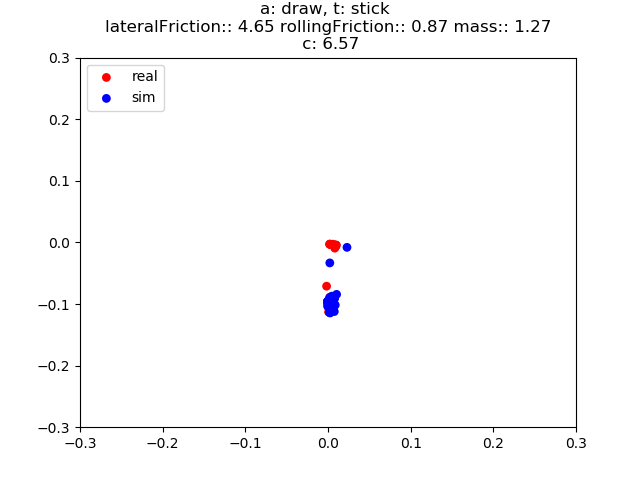 a: draw, t: stick
lateralFriction:: 4.65 rollingFriction:: 0.87 mass:: 1.27
c: 6.57
real
sim
0.3
0.2
0.1
0.0
−0.1
−0.2
−0.3
−0.3
−0.2
−0.1
0.0
0.1
0.2
0.3